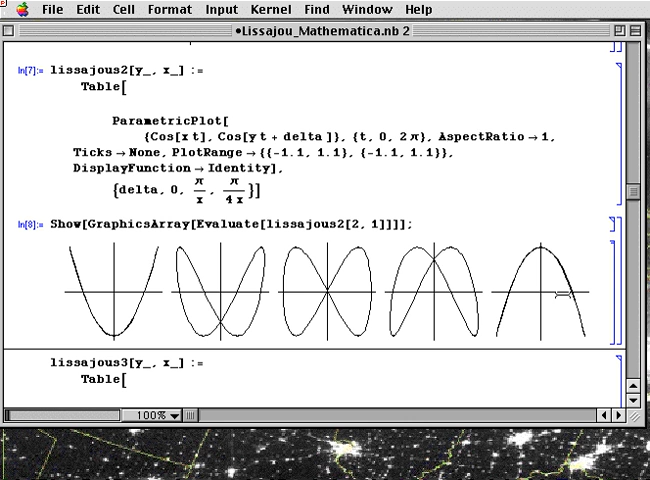 File Edit Cell Format Input Kernel Find Window Help
•Lissajou_Mathematica.nb 2
In[7]:= lissajous2[y_, x_] :=
Table[
ParametricPlot[
{Cos[x t], Cos[y t + delta ]}, {t, 0, 2 π}, AspectRatio → 1,
Ticks → None, PlotRange → {{-1.1, 1.1}, {-1.1, 1.1}},
DisplayFunction → Identity],
{delta, 0, π/x, π/4 x}]
In[8]:= Show[GraphicsArray[Evaluate[lissajous2[2, 1]]]];
lissajous3[y_, x_] :=
Table[
100%